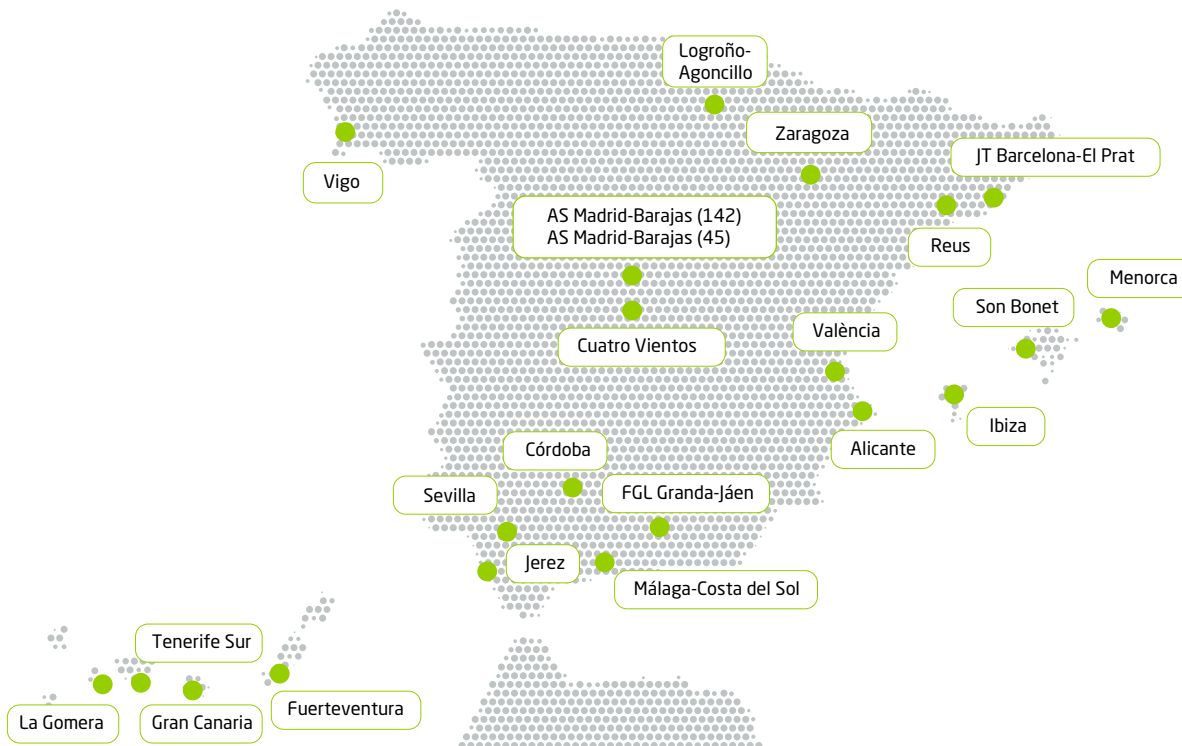 Logroño-
Agoncillo
Zaragoza
JT Barcelona-El Prat
Vigo
AS Madrid-Barajas (142)
AS Madrid-Barajas (45)
Reus
Menorca
Son Bonet
València
Cuatro Vientos
Ibiza
Alicante
Córdoba
FGL Granda-Jáen
Sevilla
Jerez
Málaga-Costa del Sol
Tenerife Sur
Fuerteventura
La Gomera
Gran Canaria